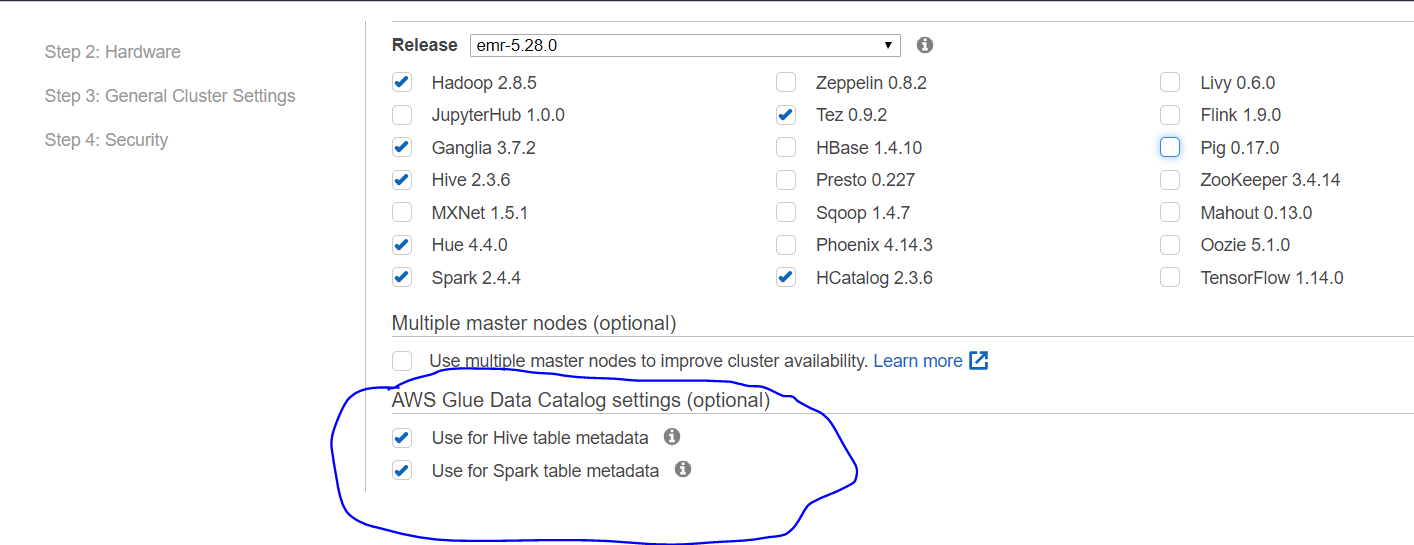 Release emr-5.28.0
Step 2: Hardware
Hadoop 2.8.5 Zeppelin 0.8.2 Livy 0.6.0
Step 3: General Cluster Settings
JupyterHub 1.0.0 Tez 0.9.2 Flink 1.9.0
Step 4: Security
Ganglia 3.7.2 HBase 1.4.10 Pig 0.17.0
Hive 2.3.6 Presto 0.227 ZooKeeper 3.4.14
MXNet 1.5.1 Sqoop 1.4.7 Mahout 0.13.0
Hue 4.4.0 Phoenix 4.14.3 Oozie 5.1.0
Spark 2.4.4 HCatalog 2.3.6 TensorFlow 1.14.0
Multiple master nodes (optional)
Use multiple master nodes to improve cluster availability. Learn more
AWS Glue Data Catalog settings (optional)
Use for Hive table metadata
Use for Spark table metadata